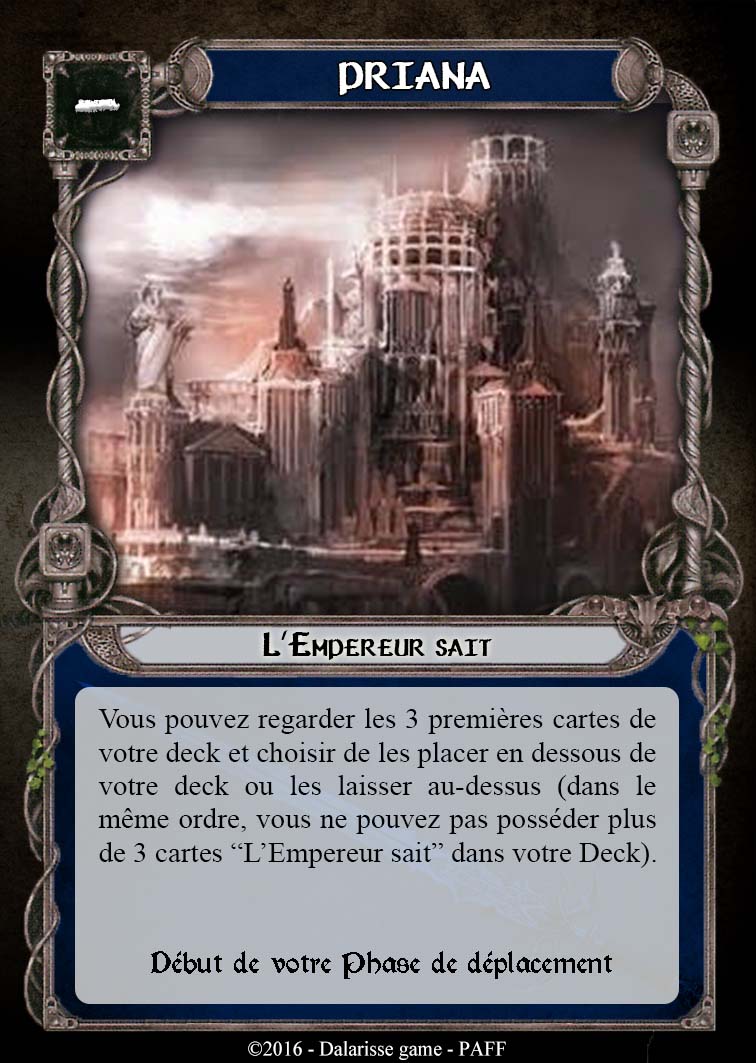 DRIANA
L'Empereur sait
Vous pouvez regarder les 3 premières cartes de
votre deck et choisir de les placer en dessous de
votre deck ou les laisser au-dessus (dans le
même ordre, vous ne pouvez pas posséder plus
de 3 cartes “L'Empereur sait” dans votre Deck).
Début de votre Phase de déplacement
©2016 - Dalarisse game - PAFF